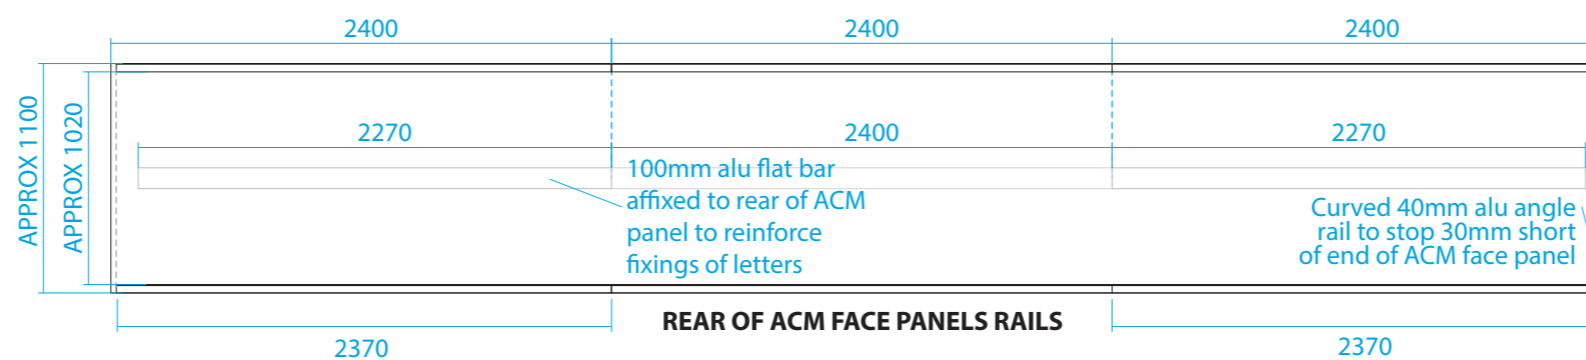 2400
2400
2400
APPROX 1100
APPROX 1020
2270
2400
2270
100mm alu flat bar
affixed to rear of ACM
panel to reinforce
fixings of letters
Curved 40mm alu angle
rail to stop 30mm short
of end of ACM face panel
REAR OF ACM FACE PANELS RAILS
2370
2370